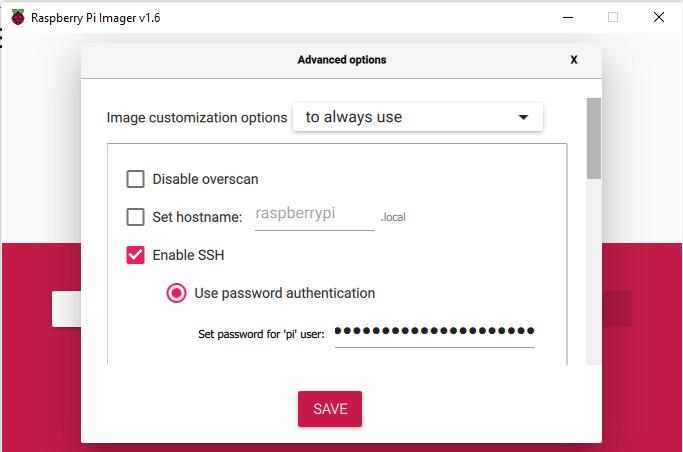 Raspberry Pi Imager v1.6
Advanced options X
Image customization options to always use
Disable overscan
Set hostname: raspberrypi .local
Enable SSH
Use password authentication
Set password for 'pi' user: ●●●●●●●●●●●●●●●●●●●●
SAVE